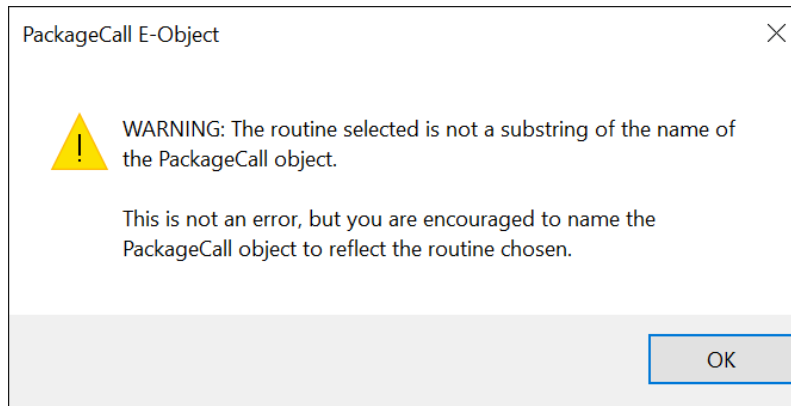 PackageCall E-Object
WARNING: The routine selected is not a substring of the name of
the PackageCall object.
This is not an error, but you are encouraged to name the
PackageCall object to reflect the routine chosen.
OK